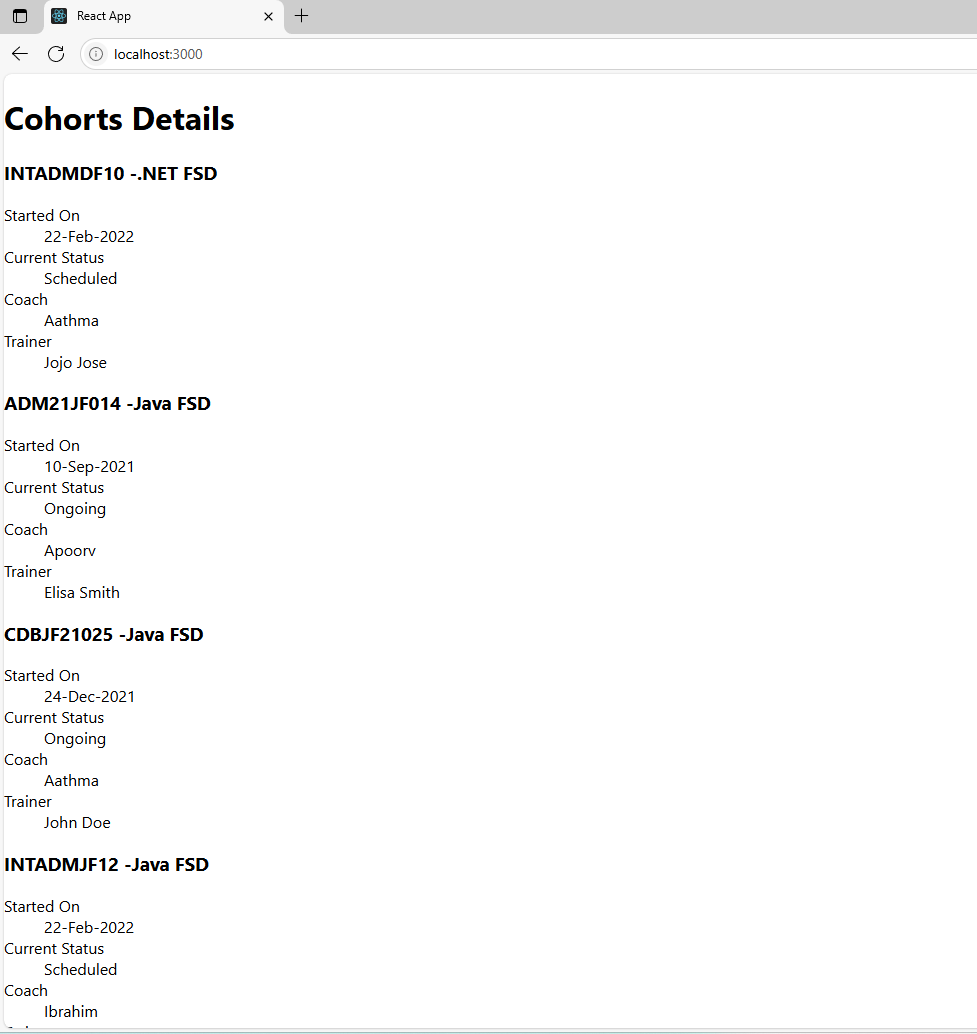 React App
localhost:3000
Cohorts Details
INTADMDF10 -.NET FSD
Started On
22-Feb-2022
Current Status
Scheduled
Coach
Aathma
Trainer
Jojo Jose
ADM21JF014 -Java FSD
Started On
10-Sep-2021
Current Status
Ongoing
Coach
Apoorv
Trainer
Elisa Smith
CDBJF21025 -Java FSD
Started On
24-Dec-2021
Current Status
Ongoing
Coach
Aathma
Trainer
John Doe
INTADMJF12 -Java FSD
Started On
22-Feb-2022
Current Status
Scheduled
Coach
Ibrahim